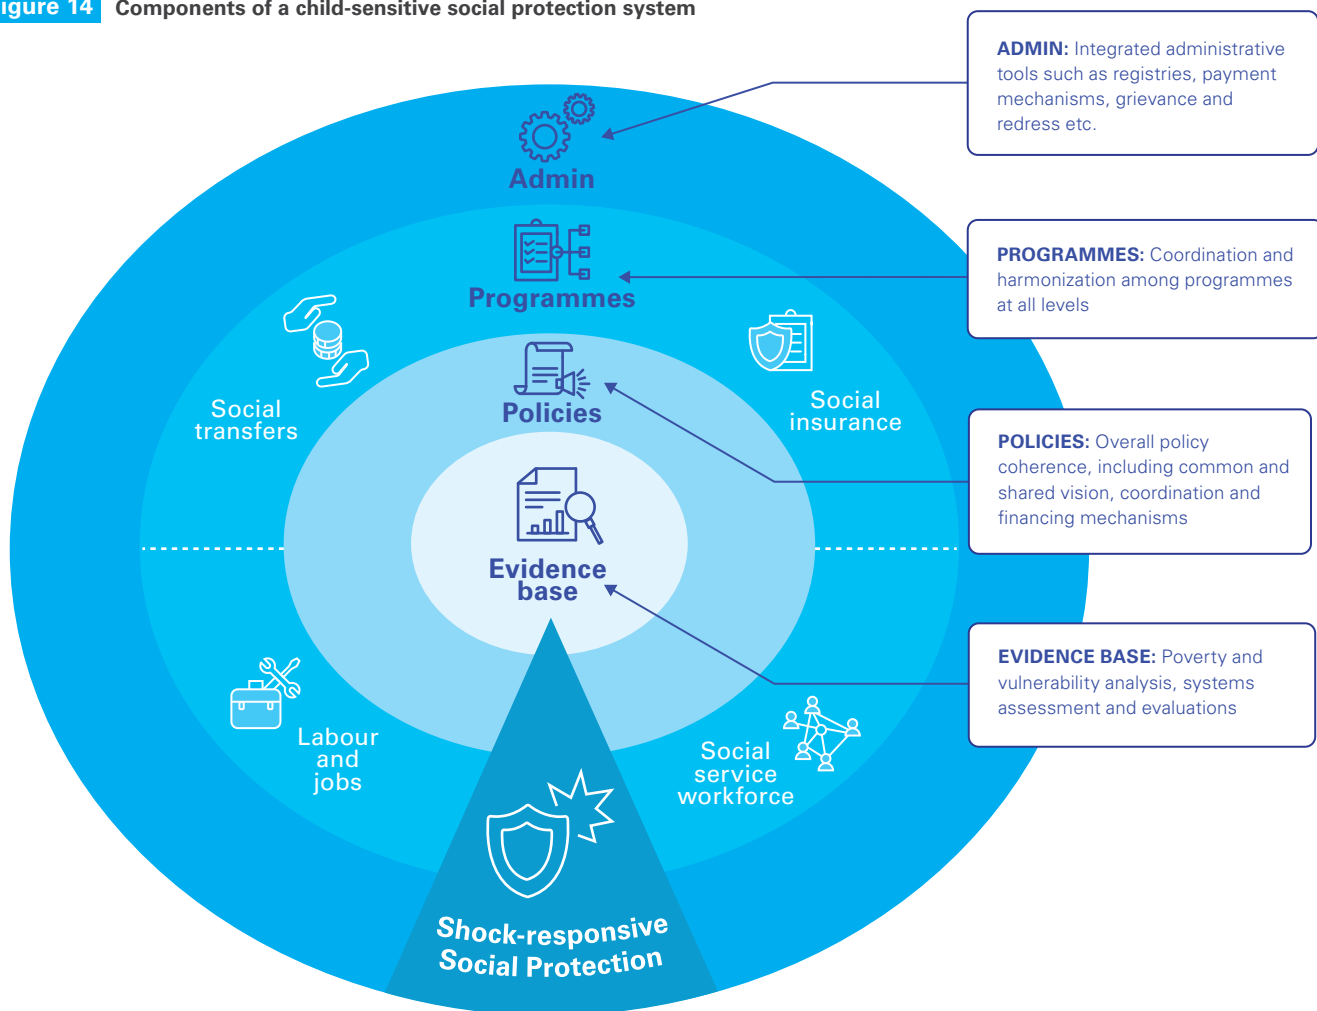 igure 14 Components of a child-sensitive social protection system
ADMIN: Integrated administrative
tools such as registries, payment
mechanisms, grievance and
redress etc.
Admin
PROGRAMMES: Coordination and
harmonization among programmes
at all levels
Programmes
Social
transfers
Social
insurance
Policies
POLICIES: Overall policy
coherence, including common and
shared vision, coordination and
financing mechanisms
Evidence
base
EVIDENCE BASE: Poverty and
vulnerability analysis, systems
assessment and evaluations
Labour
and
jobs
Social
service
workforce
Shock-responsive
Social Protection